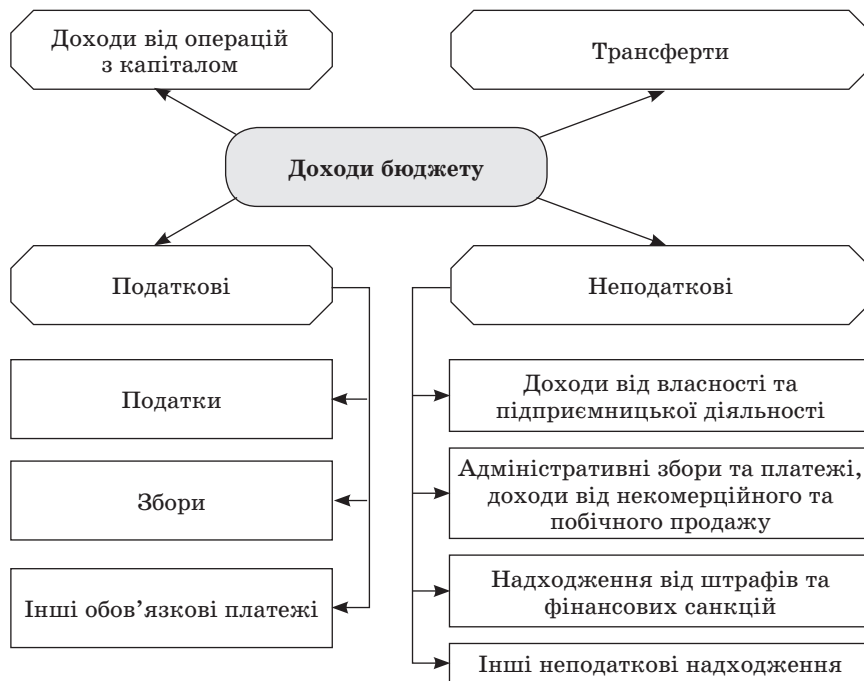 Доходи від операцій
з капіталом
Трансферти
Доходи бюджету
Податкові
Неподаткові
Податки
Збори
Інші обов’язкові платежі
Доходи від власності та
підприємницької діяльності
Адміністративні збори та платежі,
доходи від некомерційного та
побічного продажу
Надходження від штрафів та
фінансових санкцій
Інші неподаткові надходження